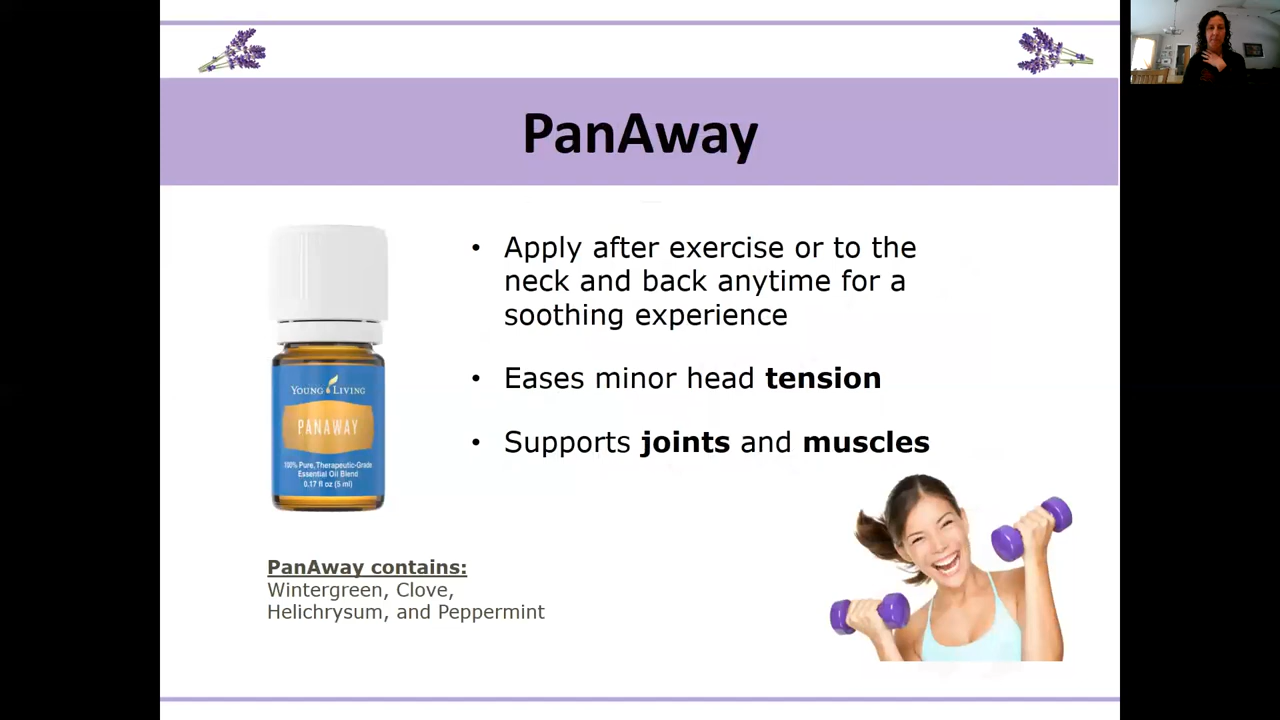 PanAway
• Apply after exercise or to the
neck and back anytime for a
soothing experience
• Eases minor head tension
• Supports joints and muscles
YOUNG LIVING
PANAWAY
100% Pure, Therapeutic-Grade
Essential Oil Blend
0.17 fl oz (5 ml)
PanAway contains:
Wintergreen, Clove,
Helichrysum, and Peppermint